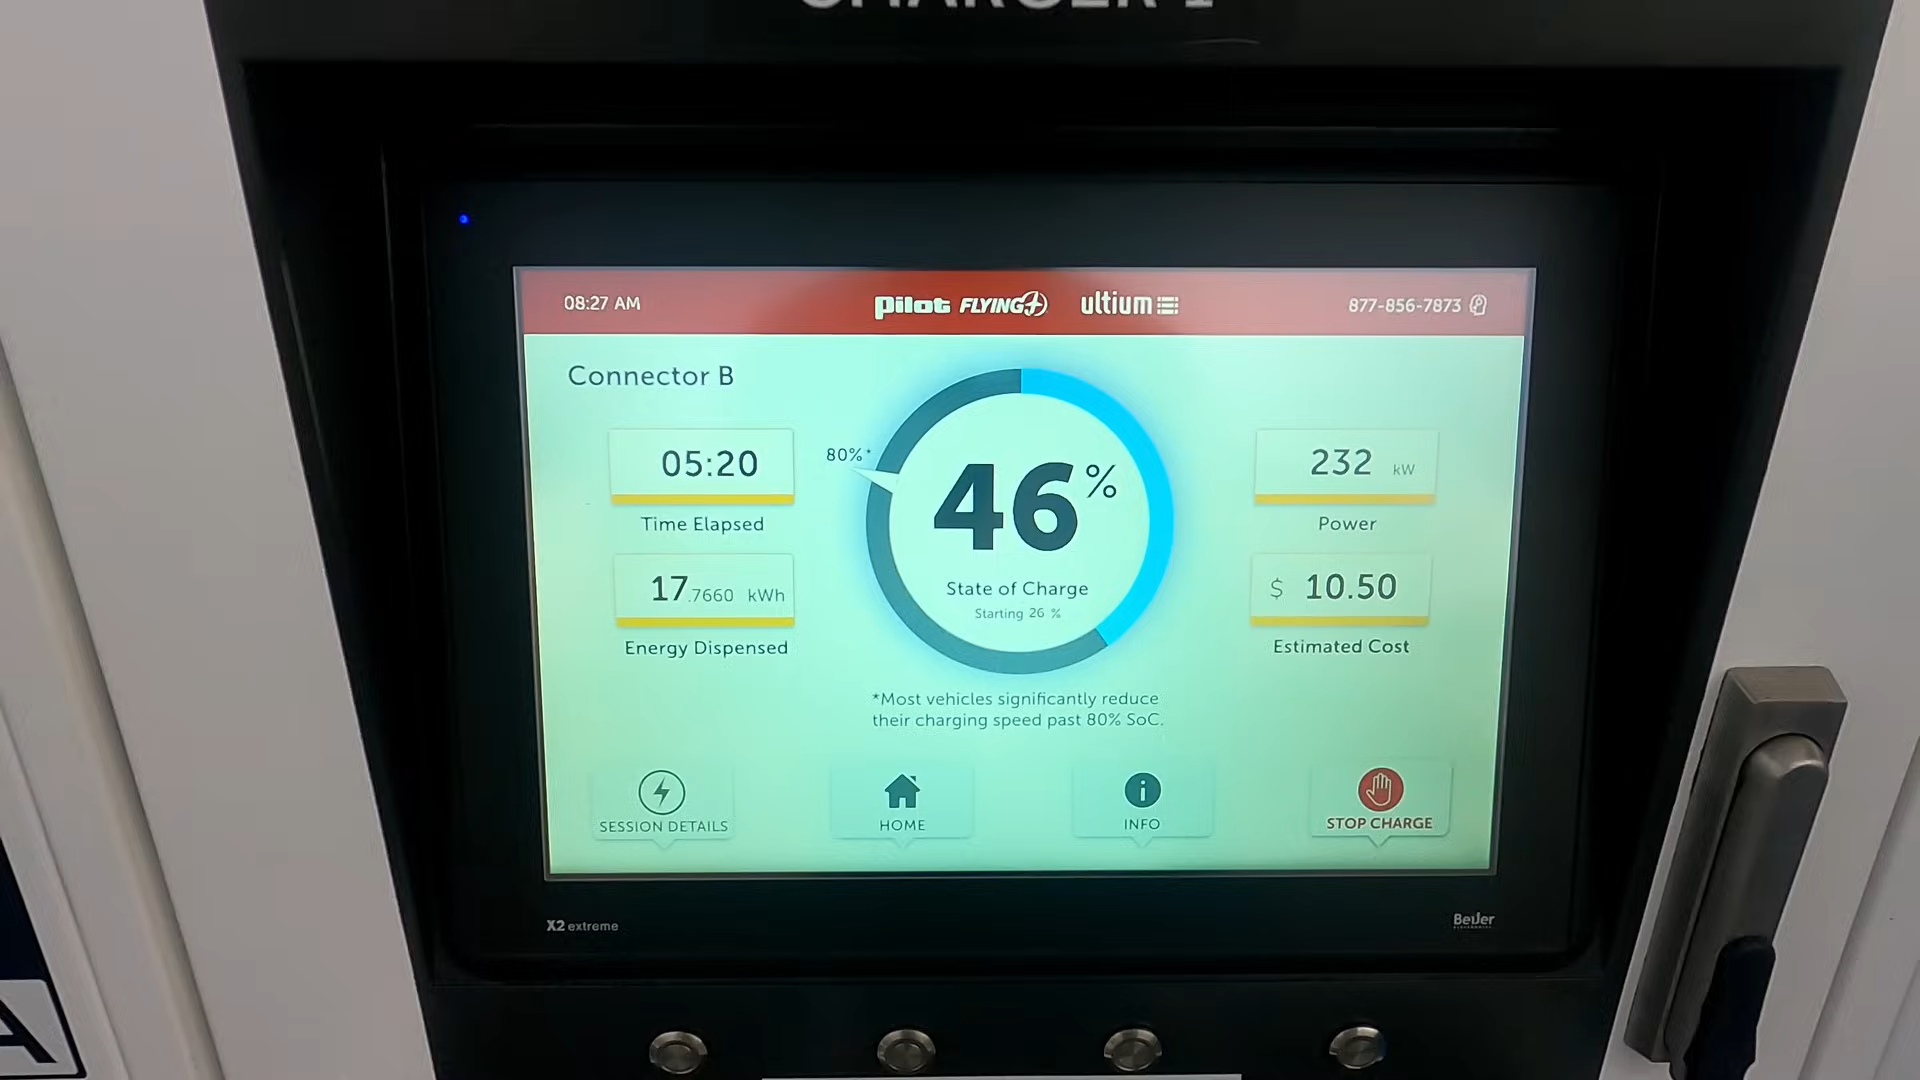 CHARGER 1
08:27 AM
Pilot FLYING
ultium
877-856-7873
Connector B
05:20
Time Elapsed
17.7660 kWh
Energy Dispensed
80%*
46%
State of Charge
Starting 26 %
232 kW
Power
$ 10.50
Estimated Cost
*Most vehicles significantly reduce
their charging speed past 80% SoC.
SESSION DETAILS
HOME
INFO
STOP CHARGE
X2 extreme
Beijer
A